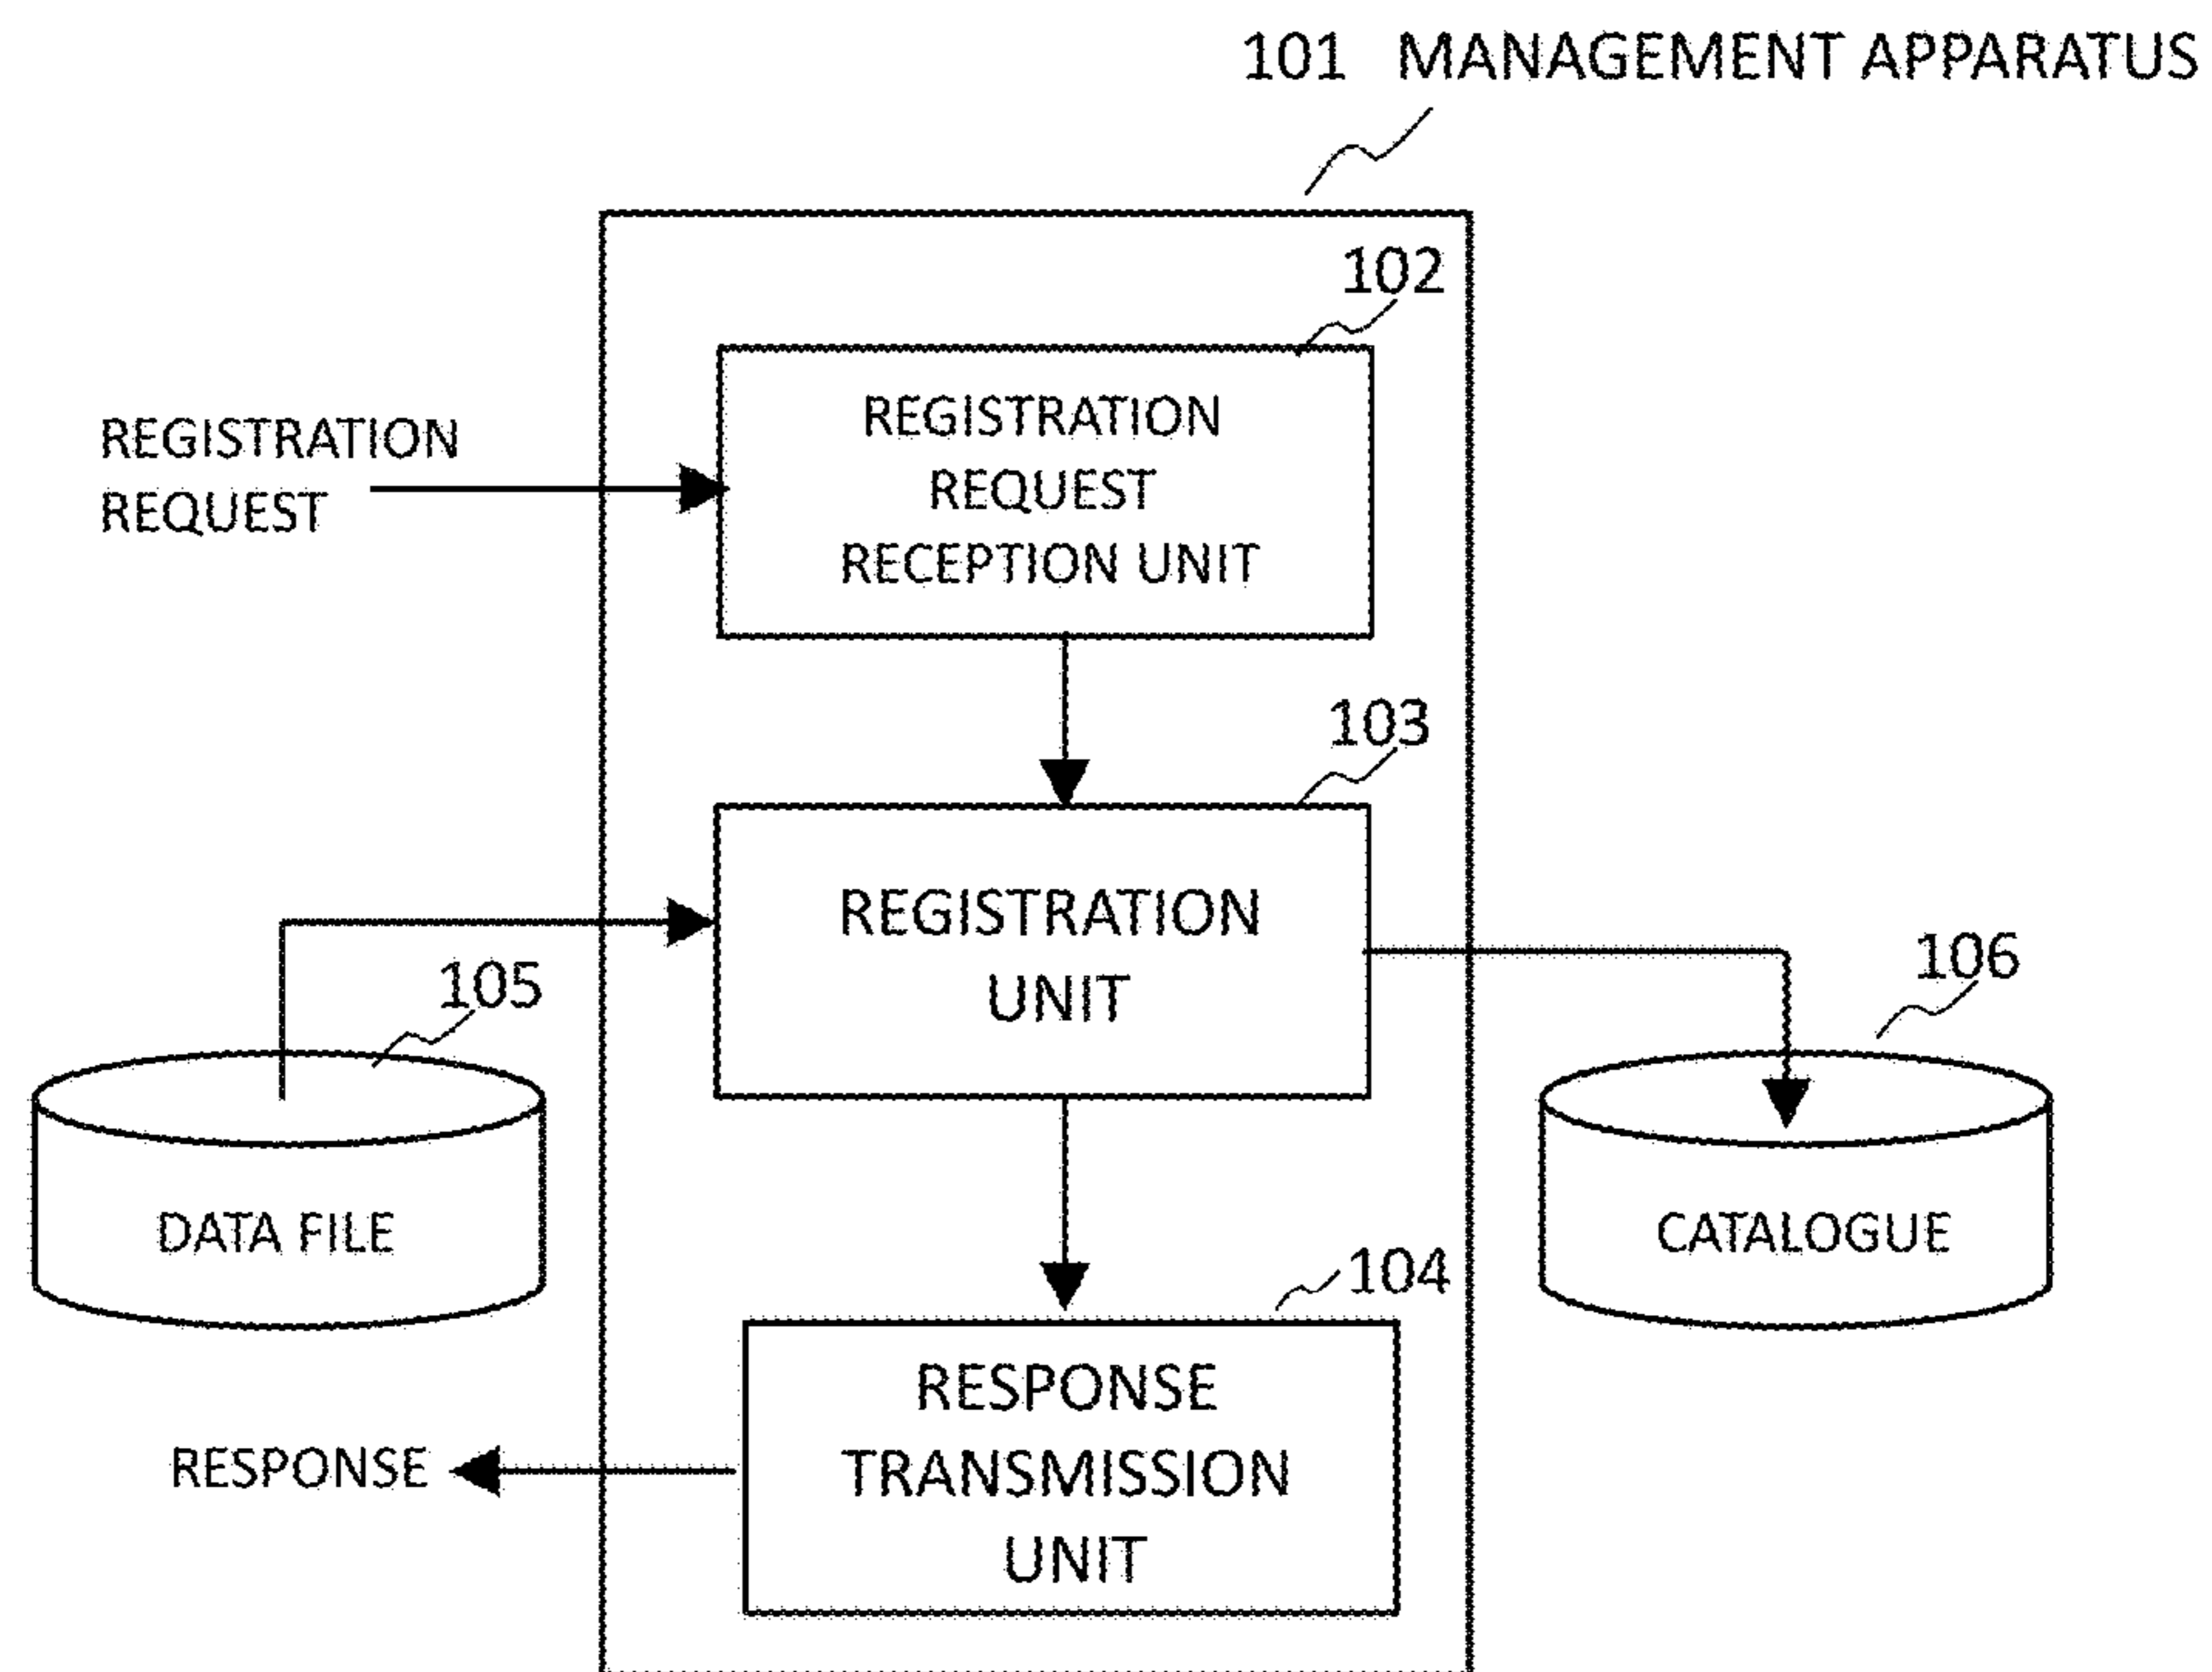 101 MANAGEMENT APPARATUS
102
REGISTRATION
REQUEST
REGISTRATION
REQUEST
RECEPTION UNIT
103
REGISTRATION
UNIT
105
106
DATA FILE
CATALOGUE
104
RESPONSE
RESPONSE
TRANSMISSION
UNIT